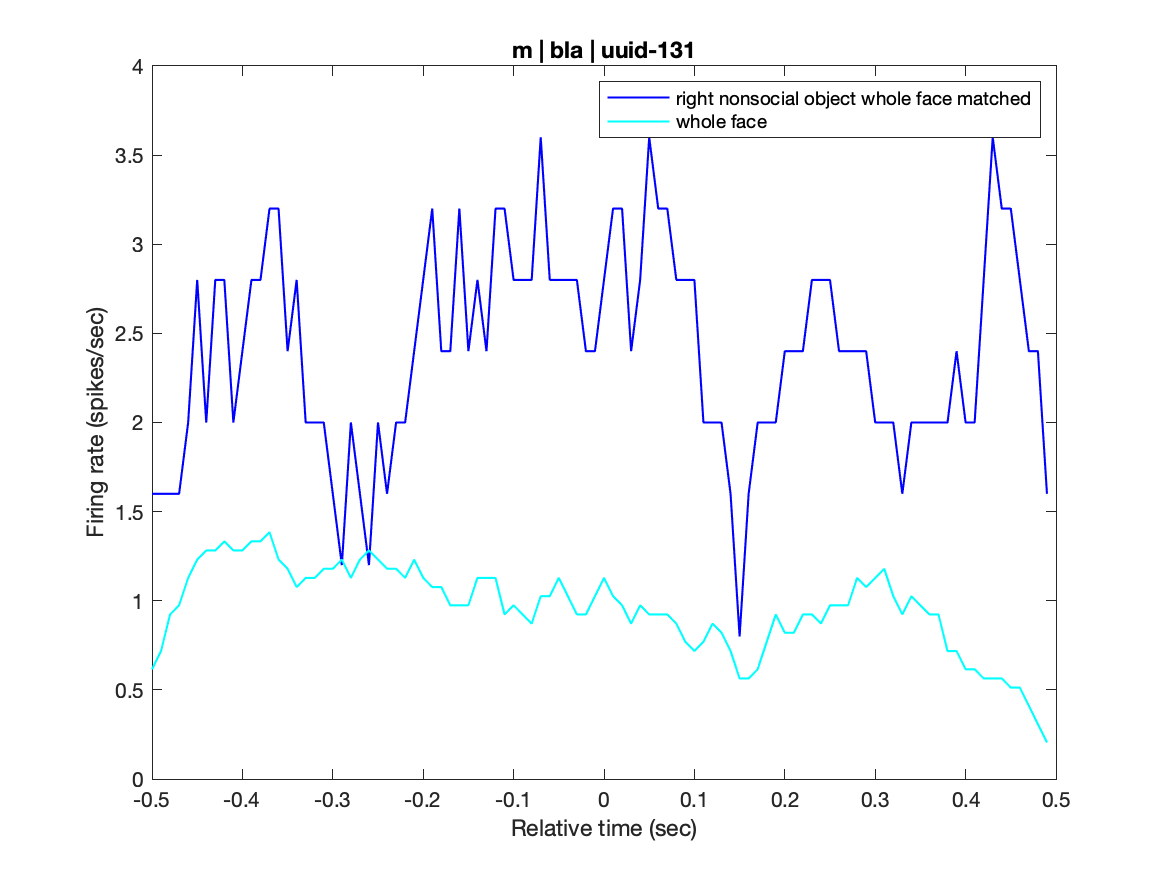 m | bla | uuid-131
right nonsocial object whole face matched
whole face
4
3.5
3
2.5
2
1.5
1
0.5
0
Firing rate (spikes/sec)
-0.5 -0.4 -0.3 -0.2 -0.1 0 0.1 0.2 0.3 0.4 0.5
Relative time (sec)